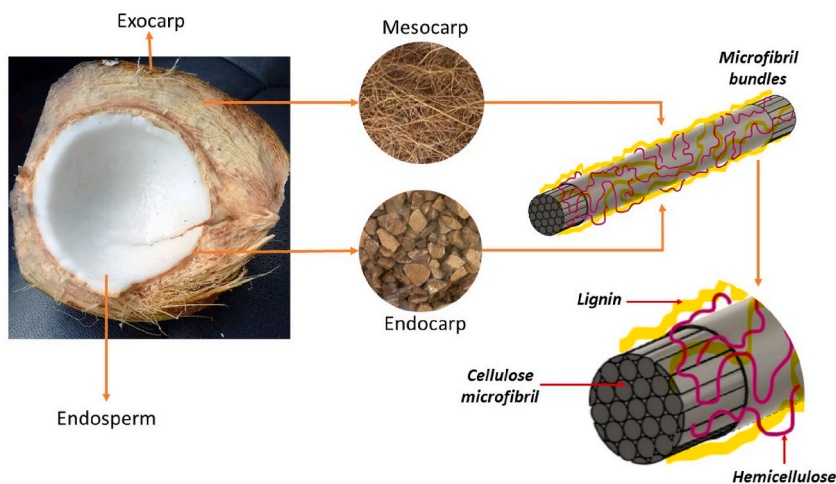 Exocarp
Mesocarp
Microfibril
bundles
Endocarp
Lignin
Cellulose
microfibril
Endosperm
Hemicellulose